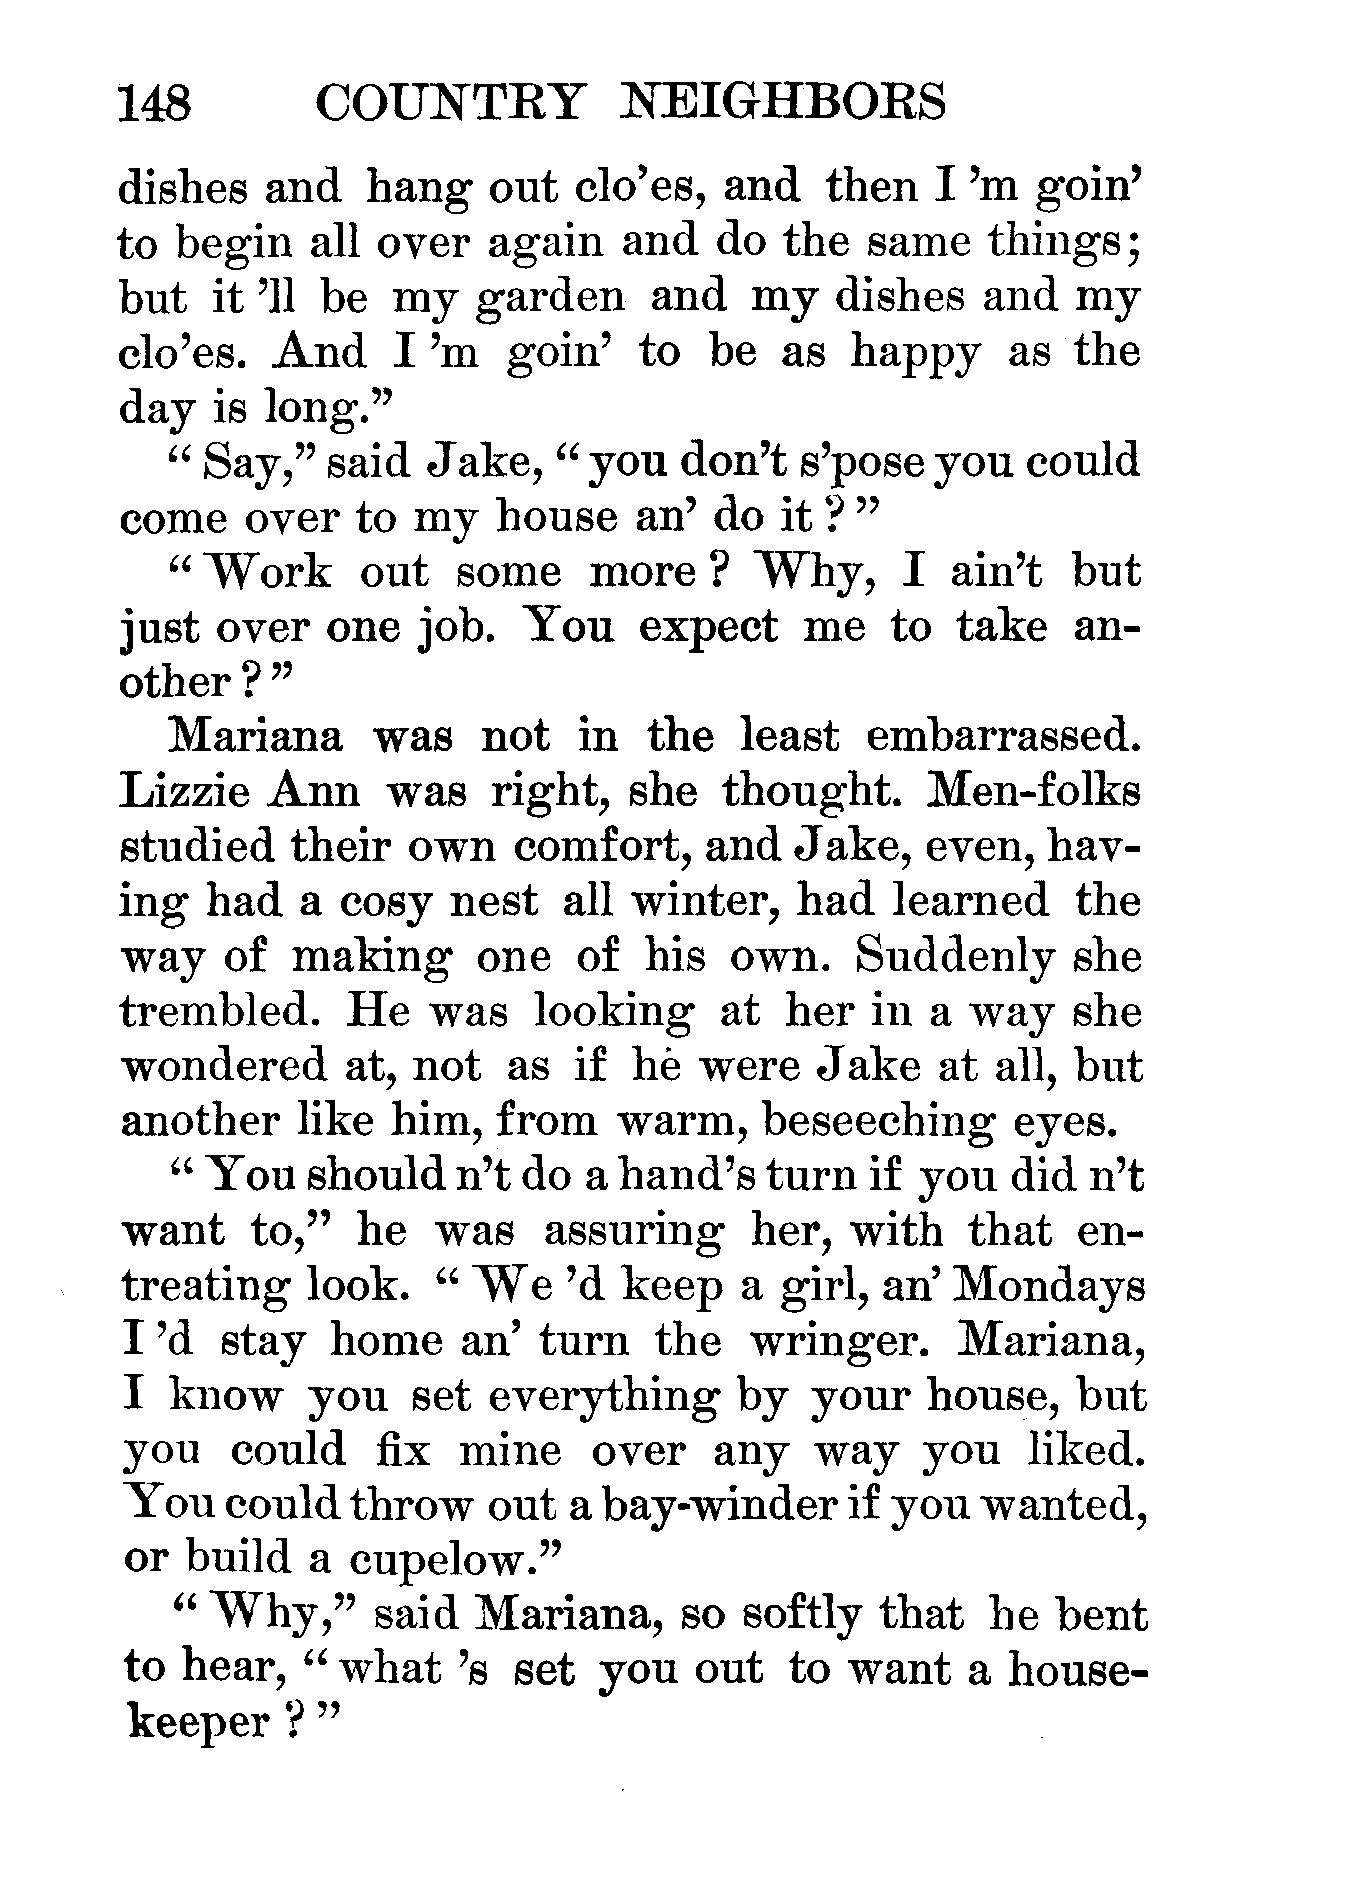 148 COUNTRY NEIGHBORS
dishes and hang out clo'es, and then I 'm goin'
to begin all over again and do the same things;
but it 'll be my garden and my dishes and my
clo'es. And I 'm goin' to be as happy as the
day is long."
"Say," said Jake, "you don't s'pose you could
come over to my house an' do it?"
"Work out some more? Why, I ain't but
just over one job. You expect me to take an-
other?"
Mariana was not in the least embarrassed.
Lizzie Ann was right, she thought. Men-folks
studied their own comfort, and Jake, even, hav-
ing had a cosy nest all winter, had learned the
way of making one of his own. Suddenly she
trembled. He was looking at her in a way she
wondered at, not as if he were Jake at all, but
another like him, from warm, beseeching eyes.
"You should n't do a hand's turn if you did n't
want to," he was assuring her, with that en-
treating look. "We 'd keep a girl, an' Mondays
I 'd stay home an' turn the wringer. Mariana,
I know you set everything by your house, but
you could fix mine over any way you liked.
You could throw out a bay-winder if you wanted,
or build a cupelow."
"Why," said Mariana, so softly that he bent
to hear, "what 's set you out to want a house-
keeper?"